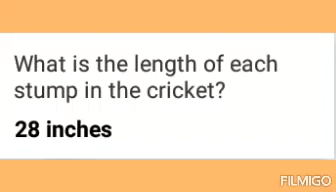 What is the length of each
stump in the cricket?
28 inches
FILMIGO